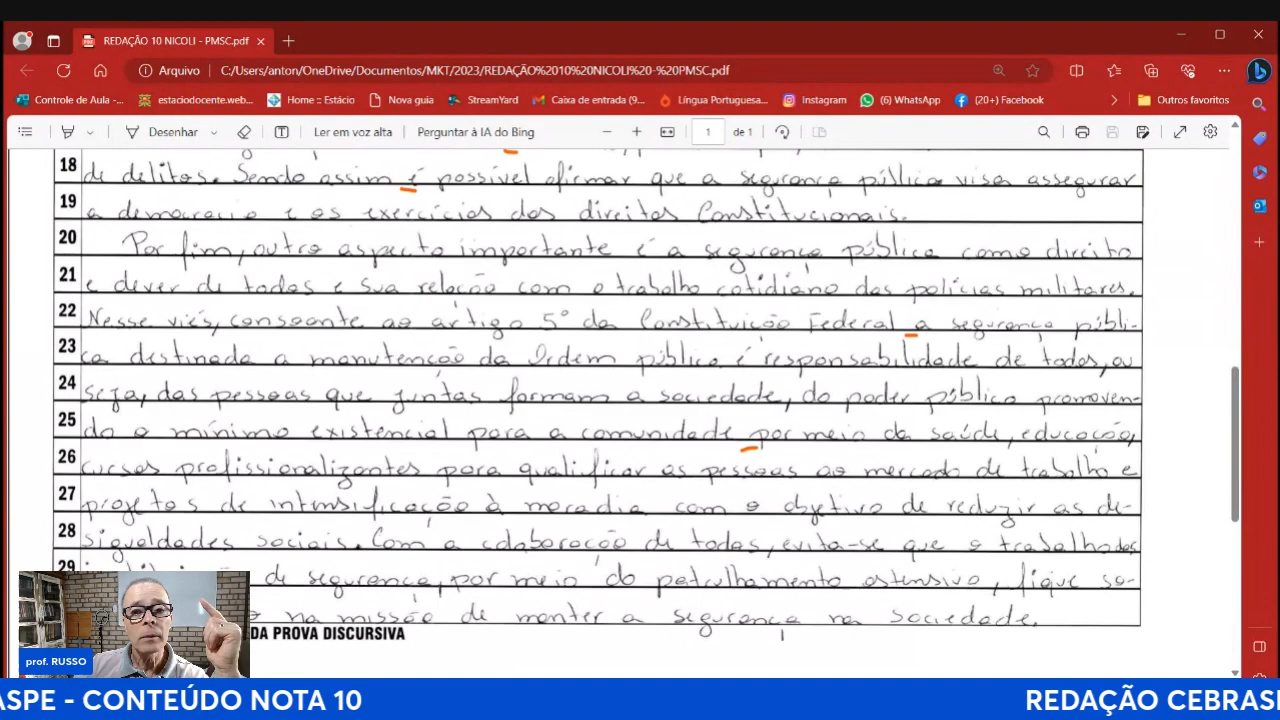 REDAÇÃO 10 NICOLI - PMSC.pdf
Arquivo C:/Users/anton/OneDrive/Documentos/MKT/2023/REDAÇÃO%2010%20NICOLI%20-%20PMSC.pdf
Controle de Aula -... estaciodocente.web... Home :: Estácio Nova guia StreamYard Caixa de entrada (9... Língua Portuguesa... Instagram (6) WhatsApp (20+) Facebook Outros favoritos
Desenhar Ler em voz alta Perguntar à IA do Bing 1 de 1
18 de delitos. Sendo assim é possível afirmar que a segurança pública visa assegurar
19 a democracia e os exercícios dos direitos Constitucionais.
20 Por fim, outro aspecto importante é a segurança pública como direito
21 e dever de todos e sua relação com o trabalho cotidiano das polícias militares.
22 Nesse viés, consoante ao artigo 5º da Constituição Federal a segurança públi-
23 ca destinada a manutenção da Ordem pública é responsabilidade de todos, ou
24 seja, das pessoas que juntas formam a sociedade, do poder público promoven-
25 do o mínimo existencial para a comunidade por meio da saúde, educação,
26 cursos profissionalizantes para qualificar as pessoas ao mercado de trabalho e
27 projetos de intensificação à moradia com o objetivo de reduzir as de-
28 sigualdades sociais. Com a colaboração de todos, evita-se que o trabalho das
29 de segurança, por meio do patrulhamento ostensivo, fique so-
na missão de manter a segurança na sociedade.
DA PROVA DISCURSIVA
prof. RUSSO
ASPE - CONTEÚDO NOTA 10 REDAÇÃO CEBRAS